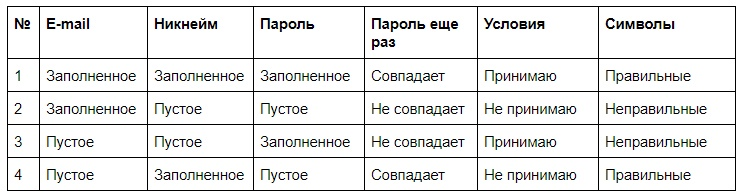 № E-mail Никнейм Пароль Пароль еще раз Условия Символы
1 Заполненное Заполненное Заполненное Совпадает Принимаю Правильные
2 Заполненное Пустое Пустое Не совпадает Не принимаю Неправильные
3 Пустое Пустое Заполненное Не совпадает Принимаю Неправильные
4 Пустое Заполненное Пустое Совпадает Не принимаю Правильные